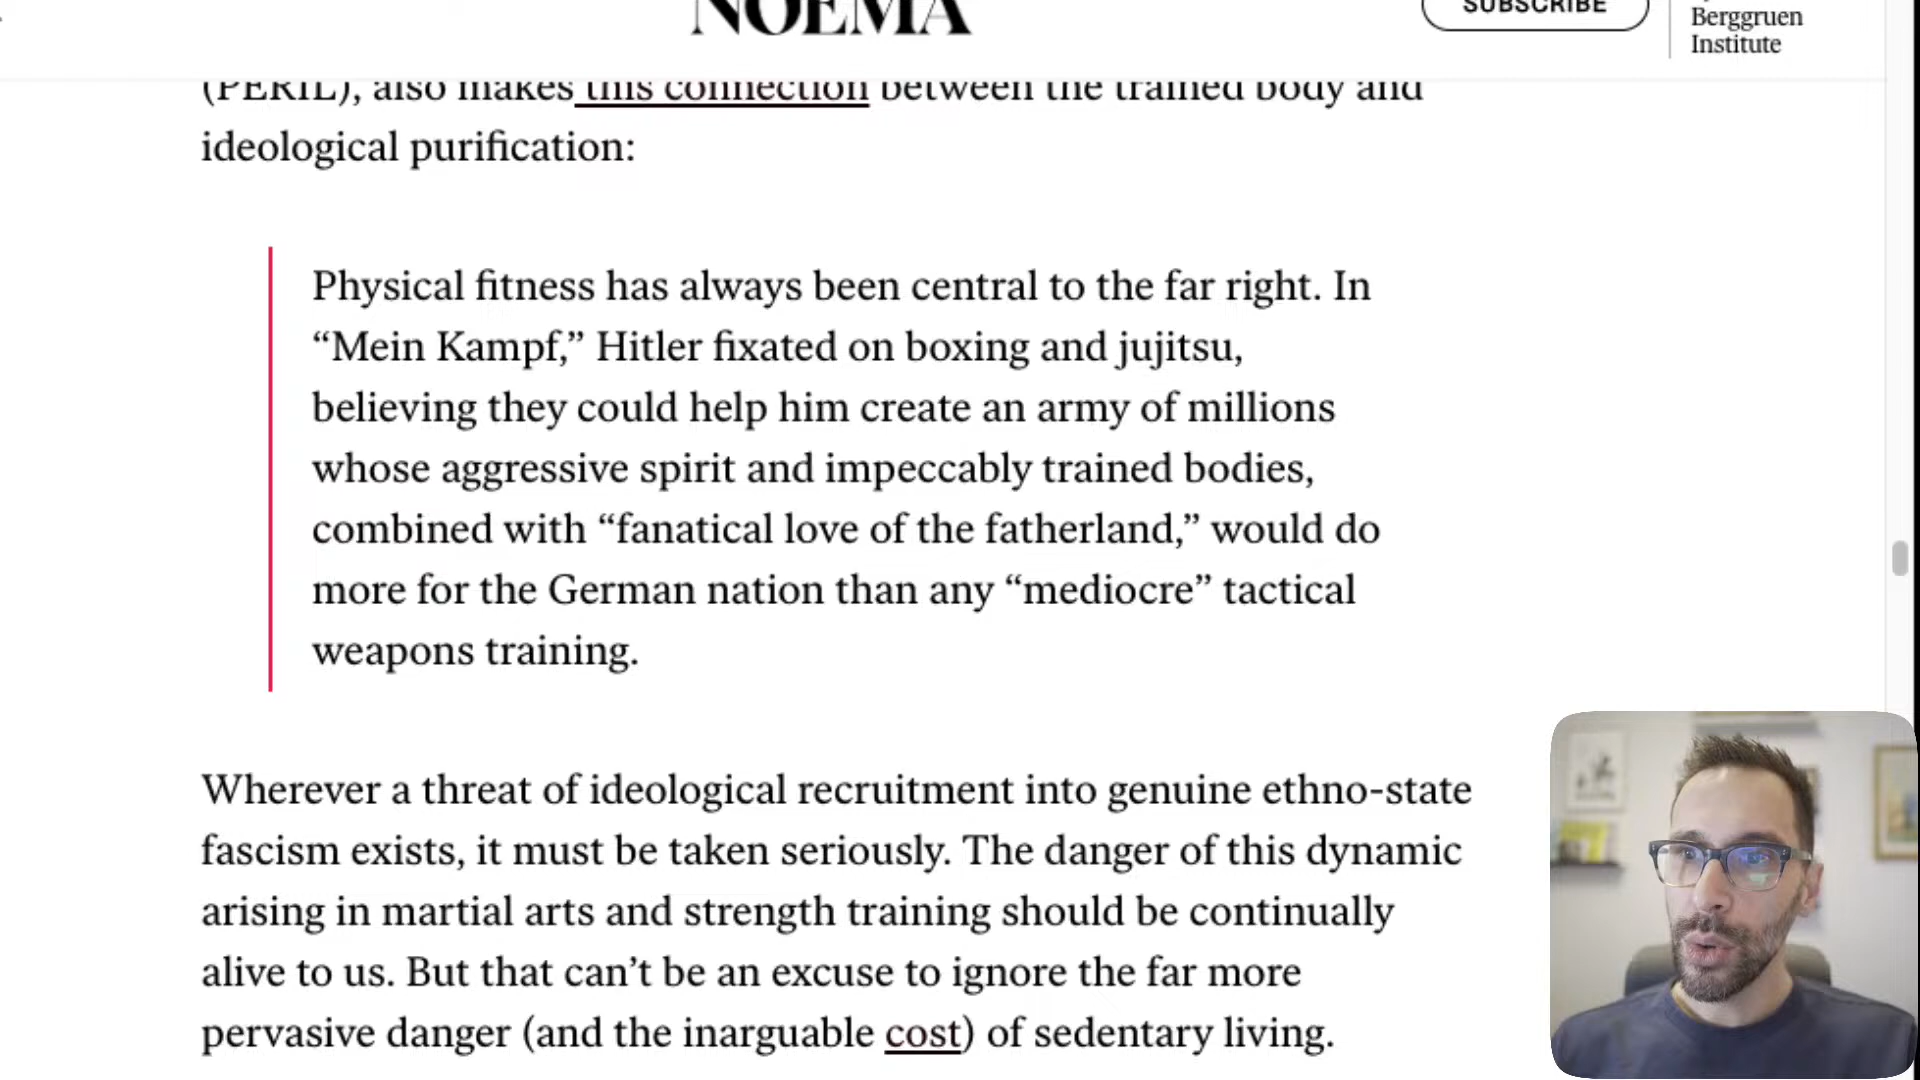 NOEMA
SUBSCRIBE
Berggruen
Institute
(PERIL), also makes this connection between the trained body and
ideological purification:
Physical fitness has always been central to the far right. In
“Mein Kampf,” Hitler fixated on boxing and jujitsu,
believing they could help him create an army of millions
whose aggressive spirit and impeccably trained bodies,
combined with “fanatical love of the fatherland,” would do
more for the German nation than any “mediocre” tactical
weapons training.
Wherever a threat of ideological recruitment into genuine ethno-state
fascism exists, it must be taken seriously. The danger of this dynamic
arising in martial arts and strength training should be continually
alive to us. But that can’t be an excuse to ignore the far more
pervasive danger (and the inarguable cost) of sedentary living.